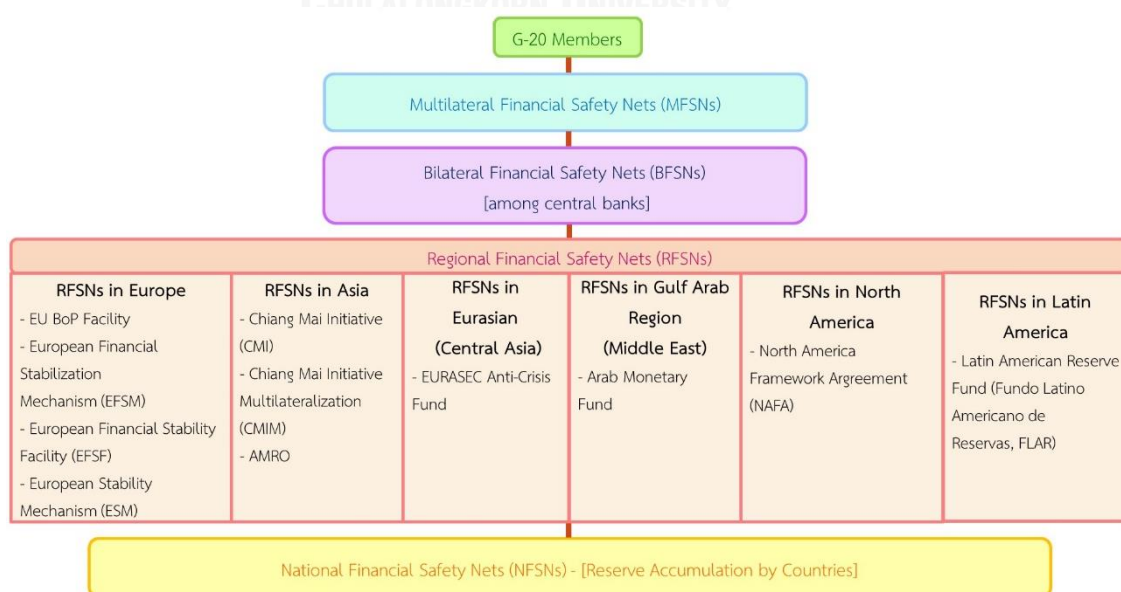 G-20 Members
Multilateral Financial Safety Nets (MFSNs)
Bilateral Financial Safety Nets (BFSNs)
[among central banks]
Regional Financial Safety Nets (RFSNs)
RFSNs in Europe
- EU BoP Facility
- European Financial
Stabilization
Mechanism (EFSM)
- European Financial Stability
Facility (EFSF)
- European Stability
Mechanism (ESM)
RFSNs in Asia
- Chiang Mai Initiative
(CMI)
- Chiang Mai Initiative
Multilateralization
(CMIM)
- AMRO
RFSNs in
Eurasian
(Central Asia)
- EURASEC Anti-Crisis
Fund
RFSNs in Gulf Arab
Region
(Middle East)
- Arab Monetary
Fund
RFSNs in North
America
- North America
Framework Argreement
(NAFA)
RFSNs in Latin
America
- Latin American Reserve
Fund (Fundo Latino
Americano de
Reservas, FLAR)
National Financial Safety Nets (NFSNs) - [Reserve Accumulation by Countries]